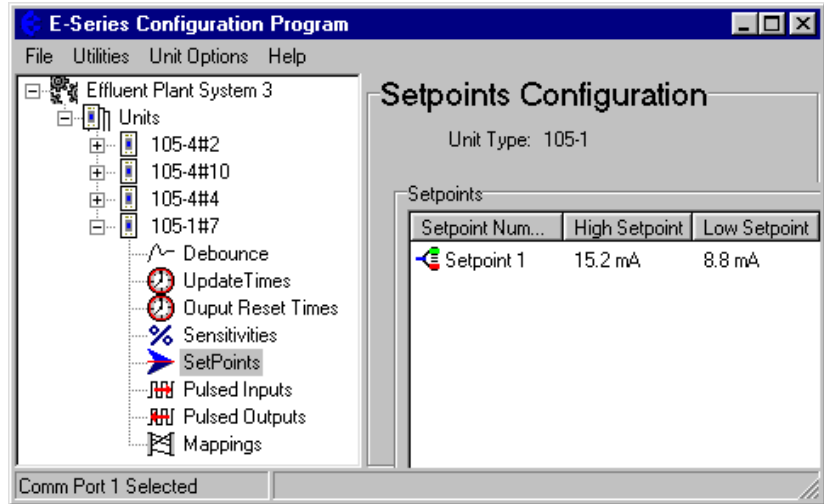 E-Series Configuration Program
File Utilities Unit Options Help
Effluent Plant System 3
Units
105-4#2
105-4#10
105-4#4
105-1#7
Debounce
UpdateTimes
Ouput Reset Times
Sensitivities
SetPoints
Pulsed Inputs
Pulsed Outputs
Mappings
Setpoints Configuration
Unit Type: 105-1
Setpoints
Setpoint Num... High Setpoint Low Setpoint
Setpoint 1 15.2 mA 8.8 mA
Comm Port 1 Selected